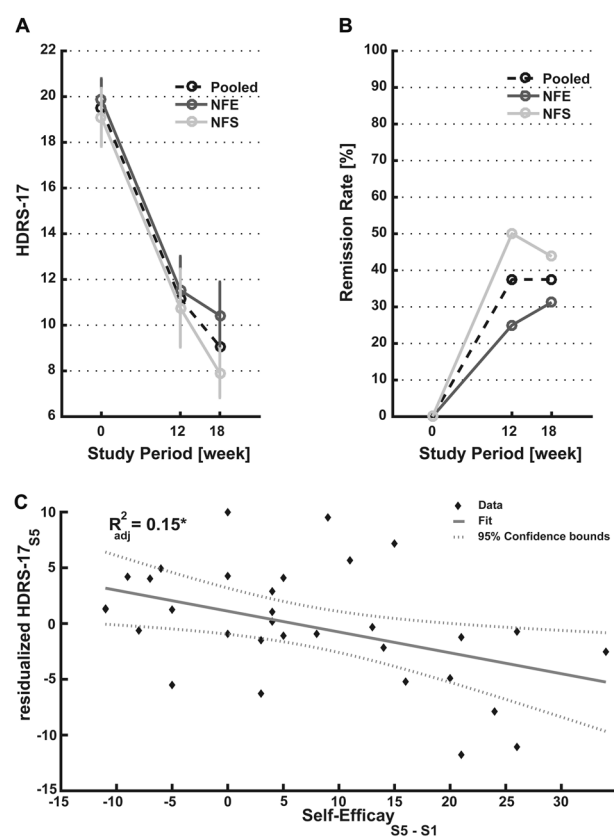 A
22
20
18
16
14
12
10
8
6
HDRS-17
Pooled
NFE
NFS
0 12 18
Study Period [week]
B
100
90
80
70
60
50
40
30
20
10
0
Remission Rate [%]
Pooled
NFE
NFS
0 12 18
Study Period [week]
C
10
5
0
-5
-10
-15
residualized HDRS-17 S5
R²adj = 0.15*
Data
Fit
95% Confidence bounds
-15 -10 -5 0 5 10 15 20 25 30
Self-Efficay S5 - S1